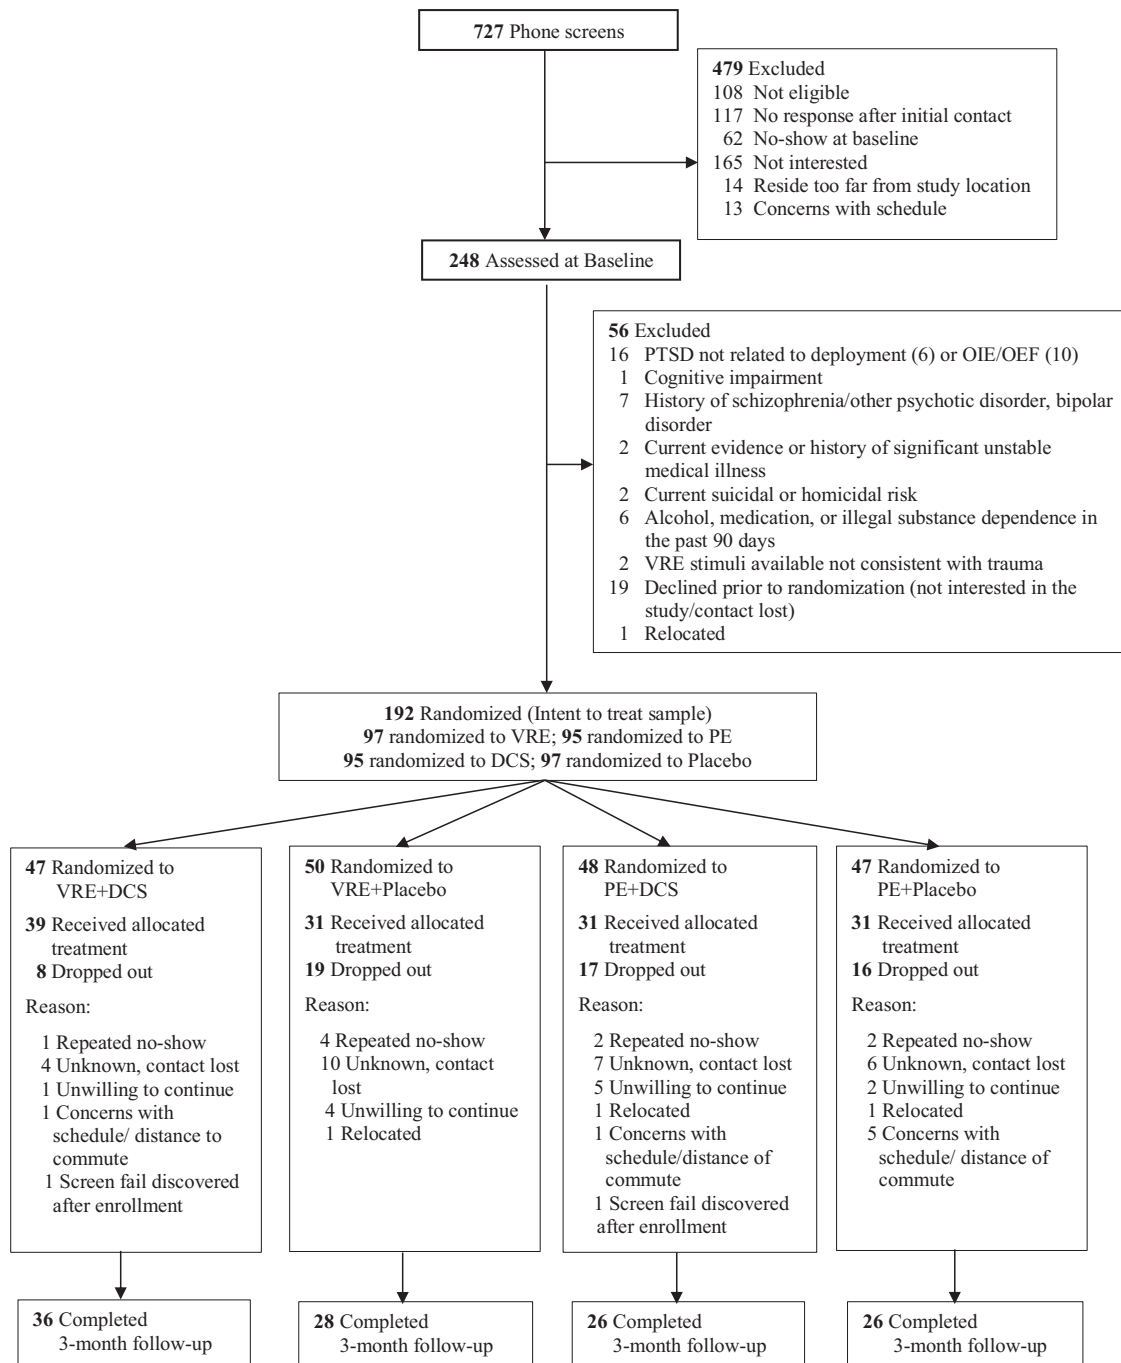 727 Phone screens
479 Excluded
108 Not eligible
117 No response after initial contact
62 No-show at baseline
165 Not interested
14 Reside too far from study location
13 Concerns with schedule
248 Assessed at Baseline
56 Excluded
16 PTSD not related to deployment (6) or OIE/OEF (10)
1 Cognitive impairment
7 History of schizophrenia/other psychotic disorder, bipolar
disorder
2 Current evidence or history of significant unstable
medical illness
2 Current suicidal or homicidal risk
6 Alcohol, medication, or illegal substance dependence in
the past 90 days
2 VRE stimuli available not consistent with trauma
19 Declined prior to randomization (not interested in the
study/contact lost)
1 Relocated
192 Randomized (Intent to treat sample)
97 randomized to VRE; 95 randomized to PE
95 randomized to DCS; 97 randomized to Placebo
47 Randomized to
VRE+DCS
39 Received allocated
treatment
8 Dropped out
Reason:
1 Repeated no-show
4 Unknown, contact lost
1 Unwilling to continue
1 Concerns with
schedule/ distance to
commute
1 Screen fail discovered
after enrollment
50 Randomized to
VRE+Placebo
31 Received allocated
treatment
19 Dropped out
Reason:
4 Repeated no-show
10 Unknown, contact
lost
4 Unwilling to continue
1 Relocated
48 Randomized to
PE+DCS
31 Received allocated
treatment
17 Dropped out
Reason:
2 Repeated no-show
7 Unknown, contact lost
5 Unwilling to continue
1 Relocated
1 Concerns with
schedule/distance of
commute
1 Screen fail discovered
after enrollment
47 Randomized to
PE+Placebo
31 Received allocated
treatment
16 Dropped out
Reason:
2 Repeated no-show
6 Unknown, contact lost
2 Unwilling to continue
1 Relocated
5 Concerns with
schedule/ distance of
commute
36 Completed
3-month follow-up
28 Completed
3-month follow-up
26 Completed
3-month follow-up
26 Completed
3-month follow-up